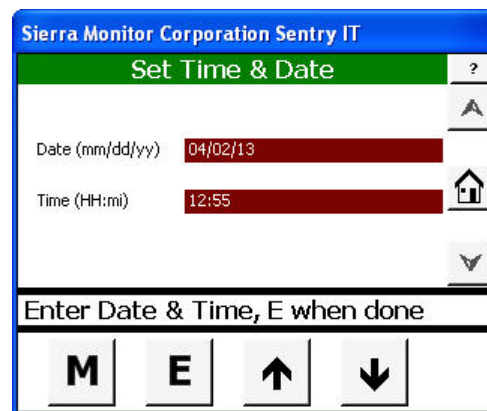 Sierra Monitor Corporation Sentry IT
Set Time & Date
?
Date (mm/dd/yy) 04/02/13
Time (HH:mi) 12:55
Enter Date & Time, E when done
M E